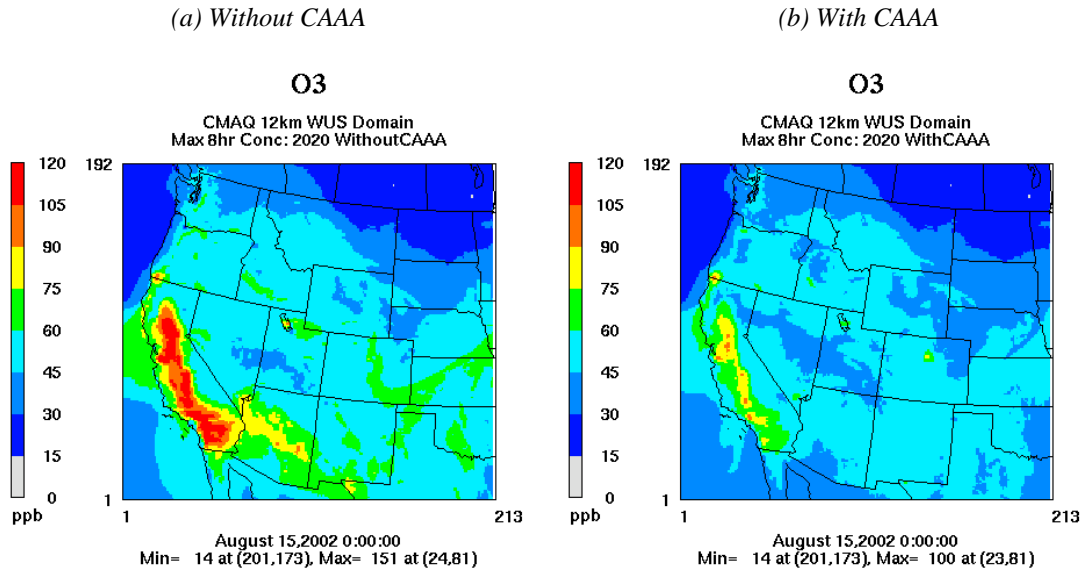 (a) Without CAAA
(b) With CAAA
O3
CMAQ 12km WUS Domain
Max 8hr Conc: 2020 WithoutCAAA
120
105
90
75
60
45
30
15
0
ppb
192
1
1
213
August 15,2002 0:00:00
Min= 14 at (201,173), Max= 151 at (24,81)
O3
CMAQ 12km WUS Domain
Max 8hr Conc: 2020 WithCAAA
120
105
90
75
60
45
30
15
0
ppb
192
1
1
213
August 15,2002 0:00:00
Min= 14 at (201,173), Max= 100 at (23,81)